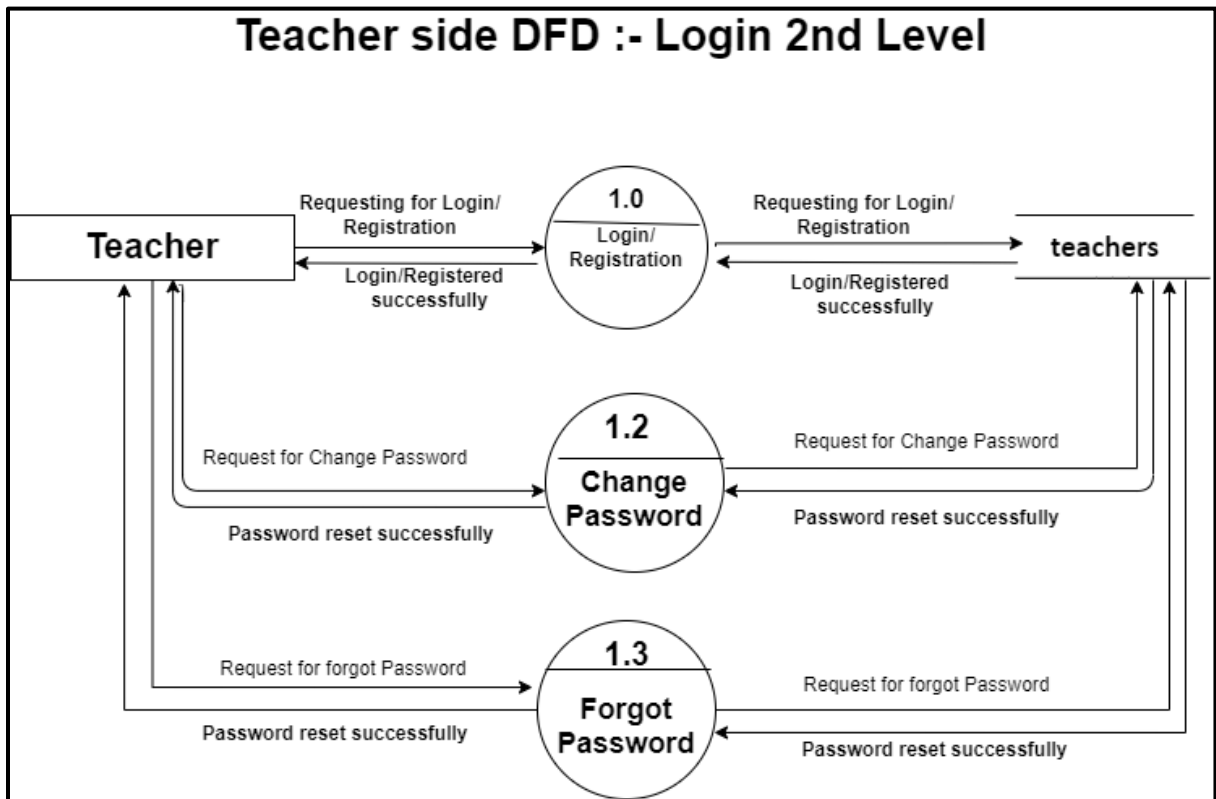 Teacher side DFD :- Login 2nd Level
Requesting for Login/
Registration
1.0
Requesting for Login/
Registration
Teacher
Login/
Registration
teachers
Login/Registered
successfully
Login/Registered
successfully
1.2
Request for Change Password
Request for Change Password
Change
Password
Password reset successfully
Password reset successfully
1.3
Request for forgot Password
Request for forgot Password
Forgot
Password
Password reset successfully
Password reset successfully